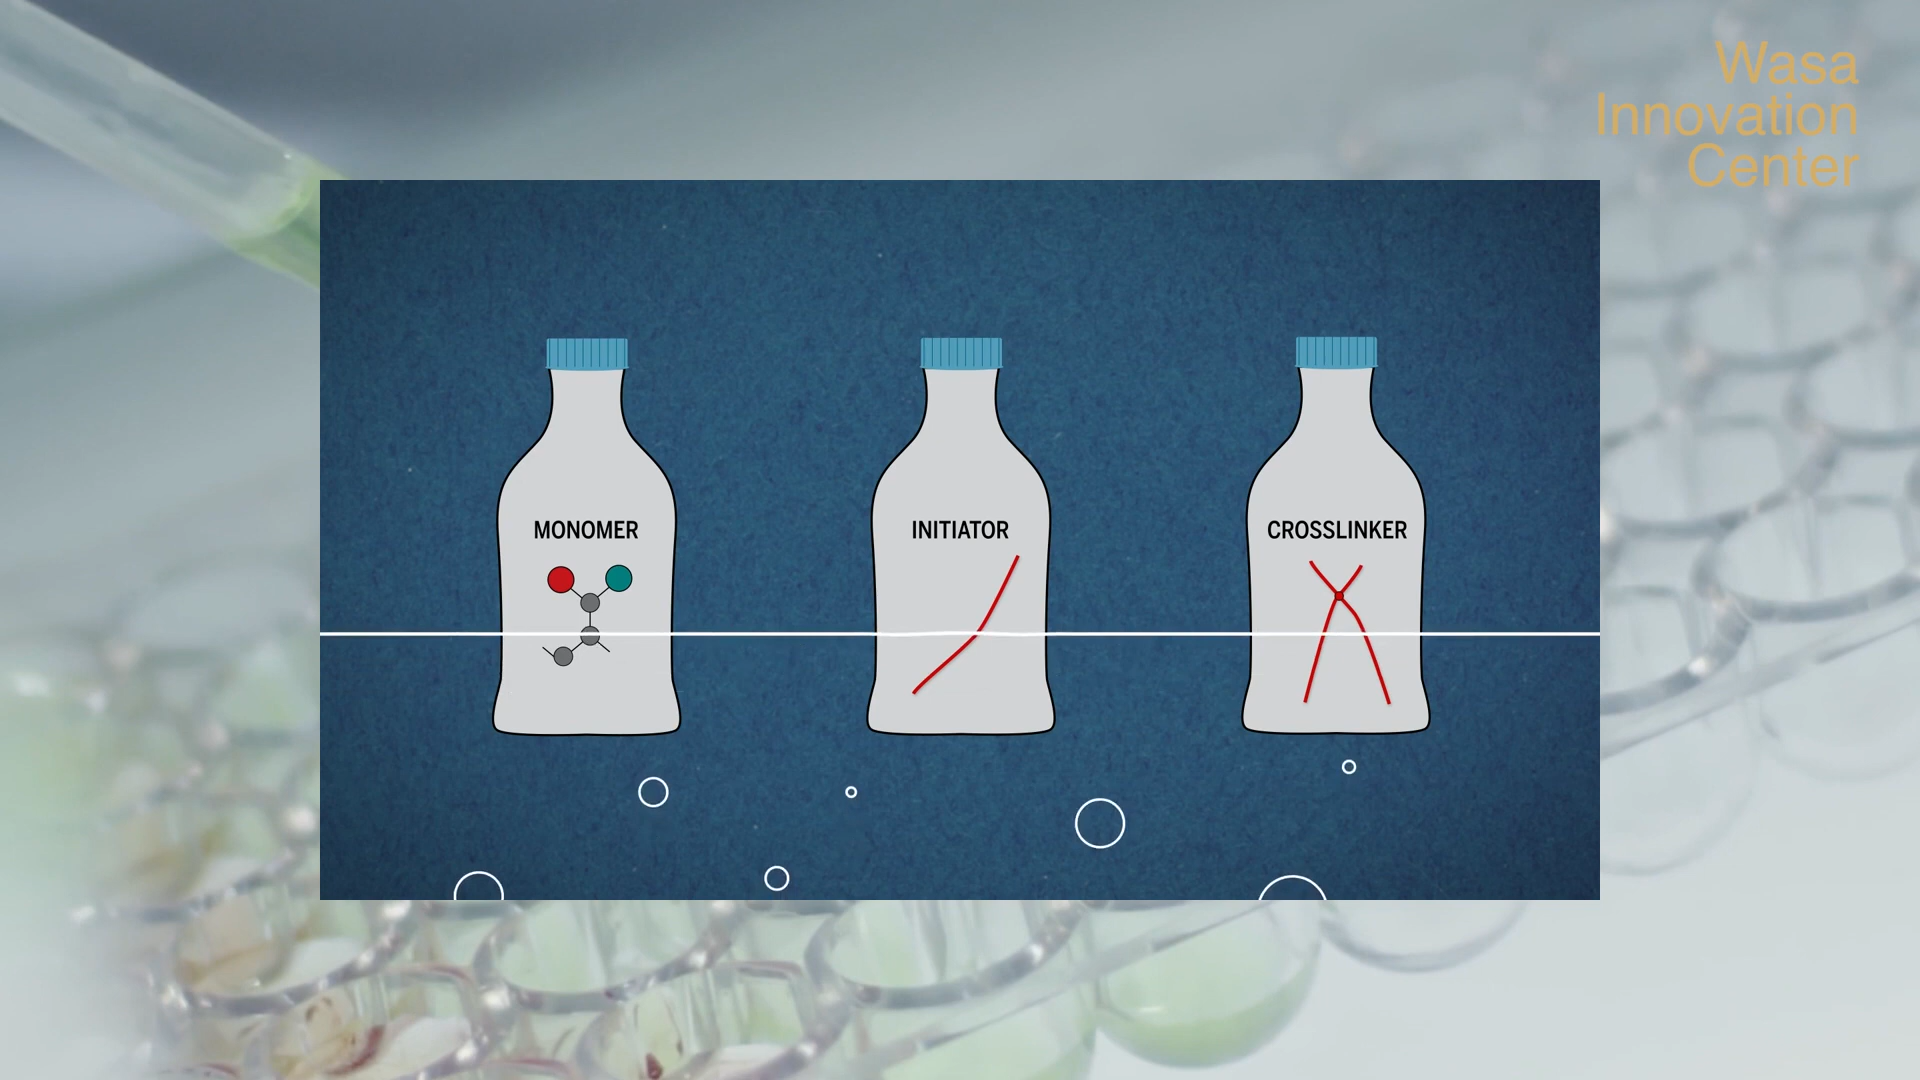 Wasa
Innovation
Center
MONOMER
INITIATOR
CROSSLINKER